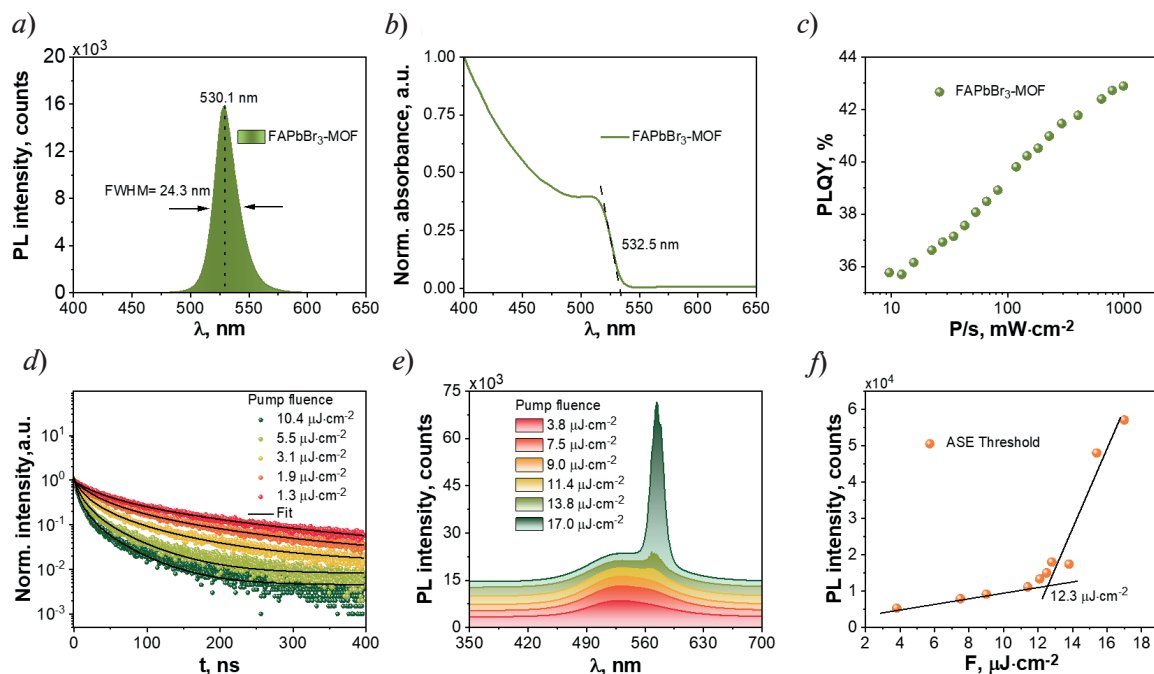 a)
×10³
20
16
12
8
4
0
PL intensity, counts
530.1 nm
FAPbBr₃-MOF
FWHM= 24.3 nm
400 450 500 550 600 650
λ, nm
b)
1.00
0.75
0.50
0.25
0.00
Norm. absorbance, a.u.
FAPbBr₃-MOF
532.5 nm
400 450 500 550 600 650
λ, nm
c)
44
42
40
38
36
PLQY, %
FAPbBr₃-MOF
10 100 1000
P/s, mW·cm⁻²
d)
10¹
10⁰
10⁻¹
10⁻²
10⁻³
Norm. intensity,a.u.
Pump fluence
10.4 μJ·cm⁻²
5.5 μJ·cm⁻²
3.1 μJ·cm⁻²
1.9 μJ·cm⁻²
1.3 μJ·cm⁻²
Fit
0 100 200 300 400
t, ns
e)
×10³
75
60
45
30
15
0
PL intensity, counts
Pump fluence
3.8 μJ·cm⁻²
7.5 μJ·cm⁻²
9.0 μJ·cm⁻²
11.4 μJ·cm⁻²
13.8 μJ·cm⁻²
17.0 μJ·cm⁻²
350 420 490 560 630 700
λ, nm
f)
×10⁴
6
5
4
3
2
1
0
PL intensity, counts
ASE Threshold
12.3 μJ·cm⁻²
4 6 8 10 12 14 16 18
F, μJ·cm⁻²